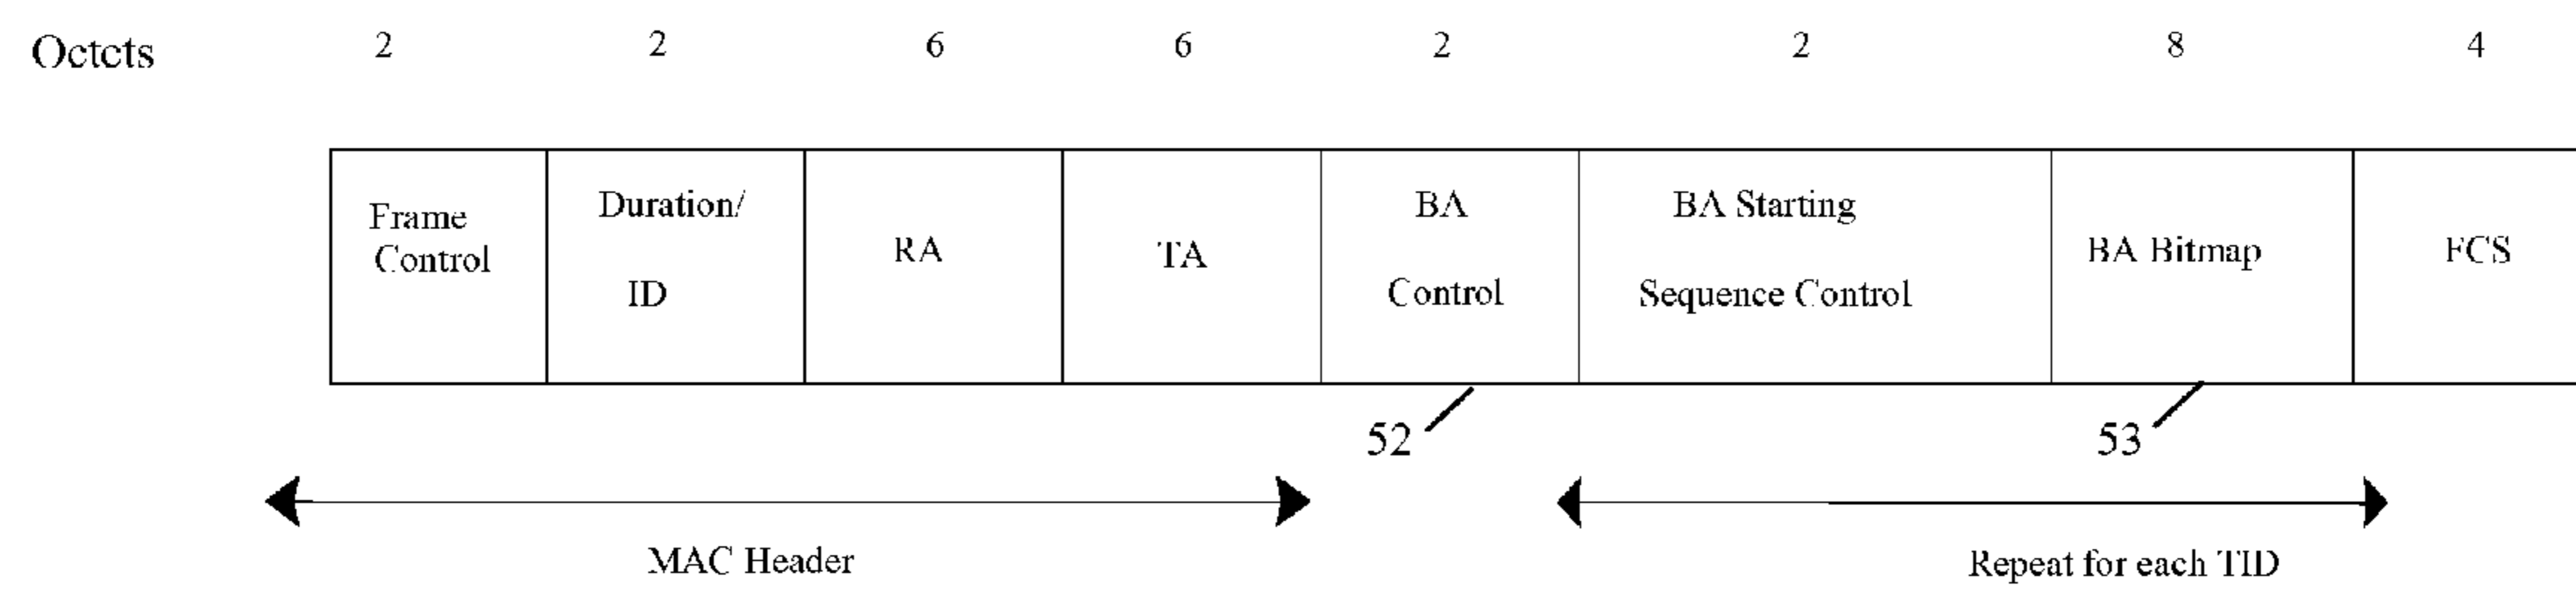 Octets 2 2 6 6 2 2 8 4
Frame
Control
Duration/
ID
RA
TA
BA
Control
BA Starting
Sequence Control
BA Bitmap
FCS
52
53
MAC Header
Repeat for each TID